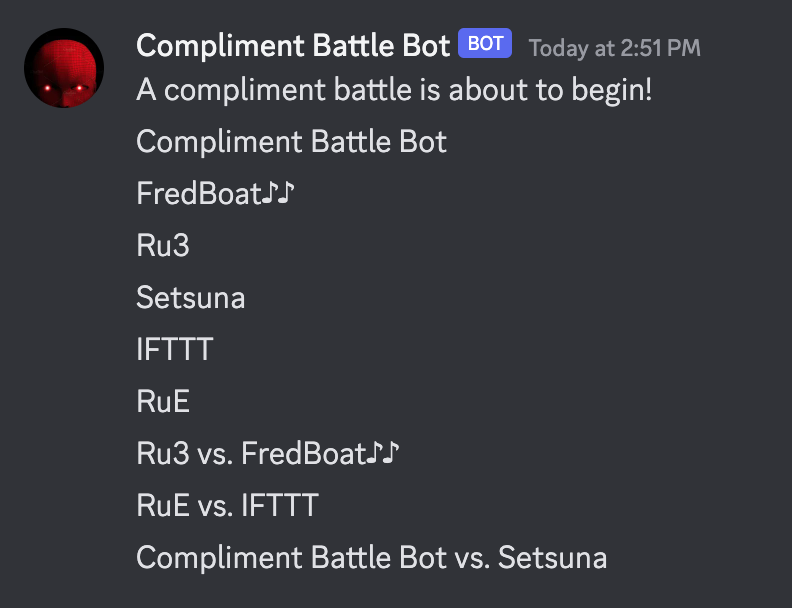 Compliment Battle Bot BOT Today at 2:51 PM
A compliment battle is about to begin!
Compliment Battle Bot
FredBoat♪♪
Ru3
Setsuna
IFTTT
RuE
Ru3 vs. FredBoat♪♪
RuE vs. IFTTT
Compliment Battle Bot vs. Setsuna